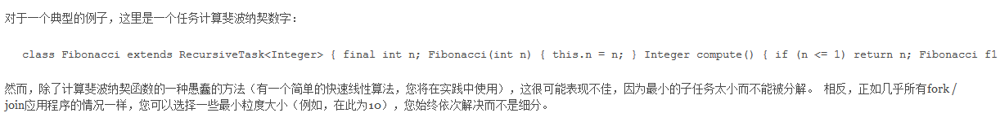 对于一个典型的例子，这里是一个任务计算斐波纳契数字：
class Fibonacci extends RecursiveTask<Integer> { final int n; Fibonacci(int n) { this.n = n; } Integer compute() { if (n <= 1) return n; Fibonacci f1
然而，除了计算斐波纳契函数的一种愚蠢的方法（有一个简单的快速线性算法，您将在实践中使用），这很可能表现不佳，因为最小的子任务太小而不能被分解。 相反，正如几乎所有fork /
join应用程序的情况一样，您可以选择一些最小粒度大小（例如，在此为10），您始终依次解决而不是细分。